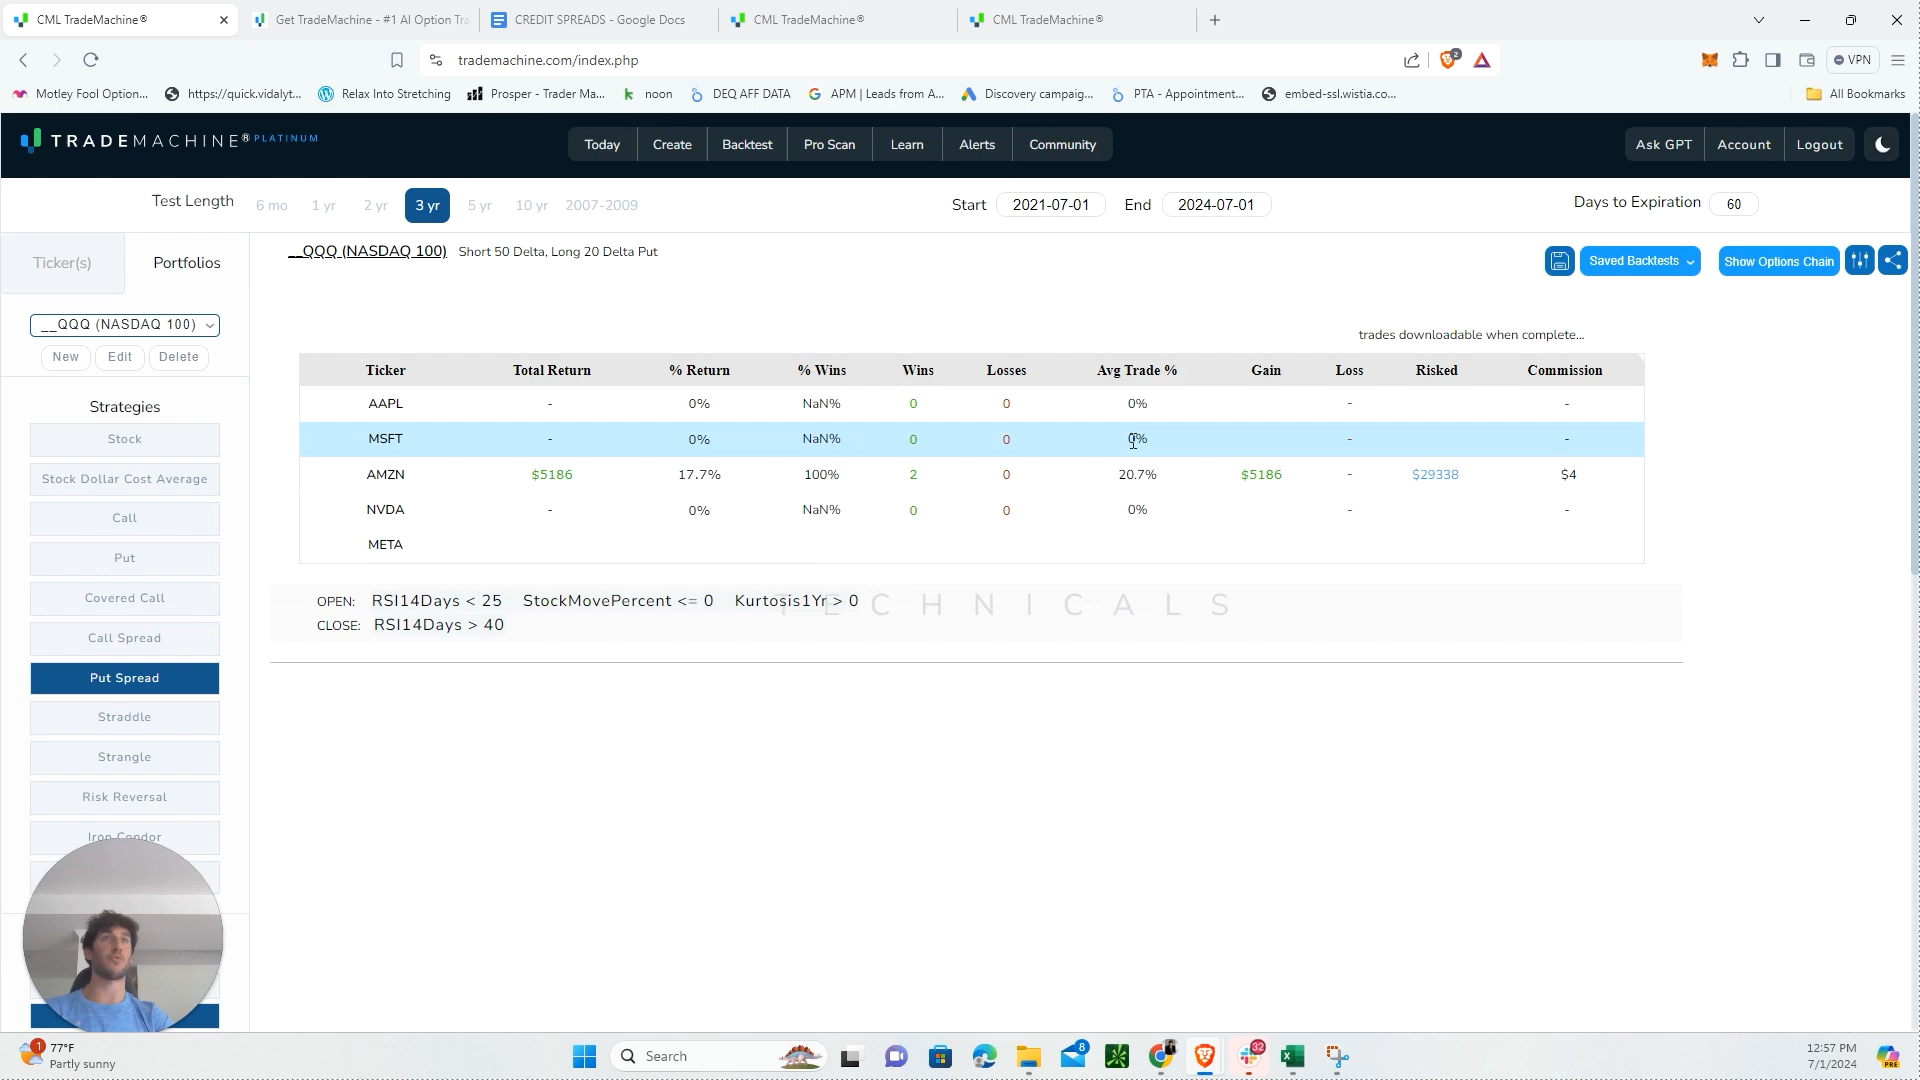 CML TradeMachine®
Get TradeMachine - #1 AI Option Tra
CREDIT SPREADS - Google Docs
CML TradeMachine®
CML TradeMachine®
trademachine.com/index.php
2
VPN
Motley Fool Option...
https://quick.vidalyt...
Relax Into Stretching
Prosper - Trader Ma...
noon
DEQ AFF DATA
APM | Leads from A...
Discovery campaig...
PTA - Appointment...
embed-ssl.wistia.co...
All Bookmarks
TRADEMACHINE® PLATINUM
Today
Create
Backtest
Pro Scan
Learn
Alerts
Community
Ask GPT
Account
Logout
Test Length
6 mo
1 yr
2 yr
3 yr
5 yr
10 yr
2007-2009
Start 2021-07-01 End 2024-07-01
Days to Expiration 60
Ticker(s)
Portfolios
__QQQ (NASDAQ 100) Short 50 Delta, Long 20 Delta Put
Saved Backtests
Show Options Chain
__QQQ (NASDAQ 100)
New
Edit
Delete
trades downloadable when complete...
Ticker Total Return % Return % Wins Wins Losses Avg Trade % Gain Loss Risked Commission
AAPL - 0% NaN% 0 0 0% - -
MSFT - 0% NaN% 0 0 0% - -
AMZN $5186 17.7% 100% 2 0 20.7% $5186 - $29338 $4
NVDA - 0% NaN% 0 0 0% - -
META
TECHNICALS
OPEN: RSI14Days < 25 StockMovePercent <= 0 Kurtosis1Yr > 0
CLOSE: RSI14Days > 40
Strategies
Stock
Stock Dollar Cost Average
Call
Put
Covered Call
Call Spread
Put Spread
Straddle
Strangle
Risk Reversal
Iron Condor
1
77°F
Partly sunny
Search
8
32
12:57 PM
7/1/2024
PRE